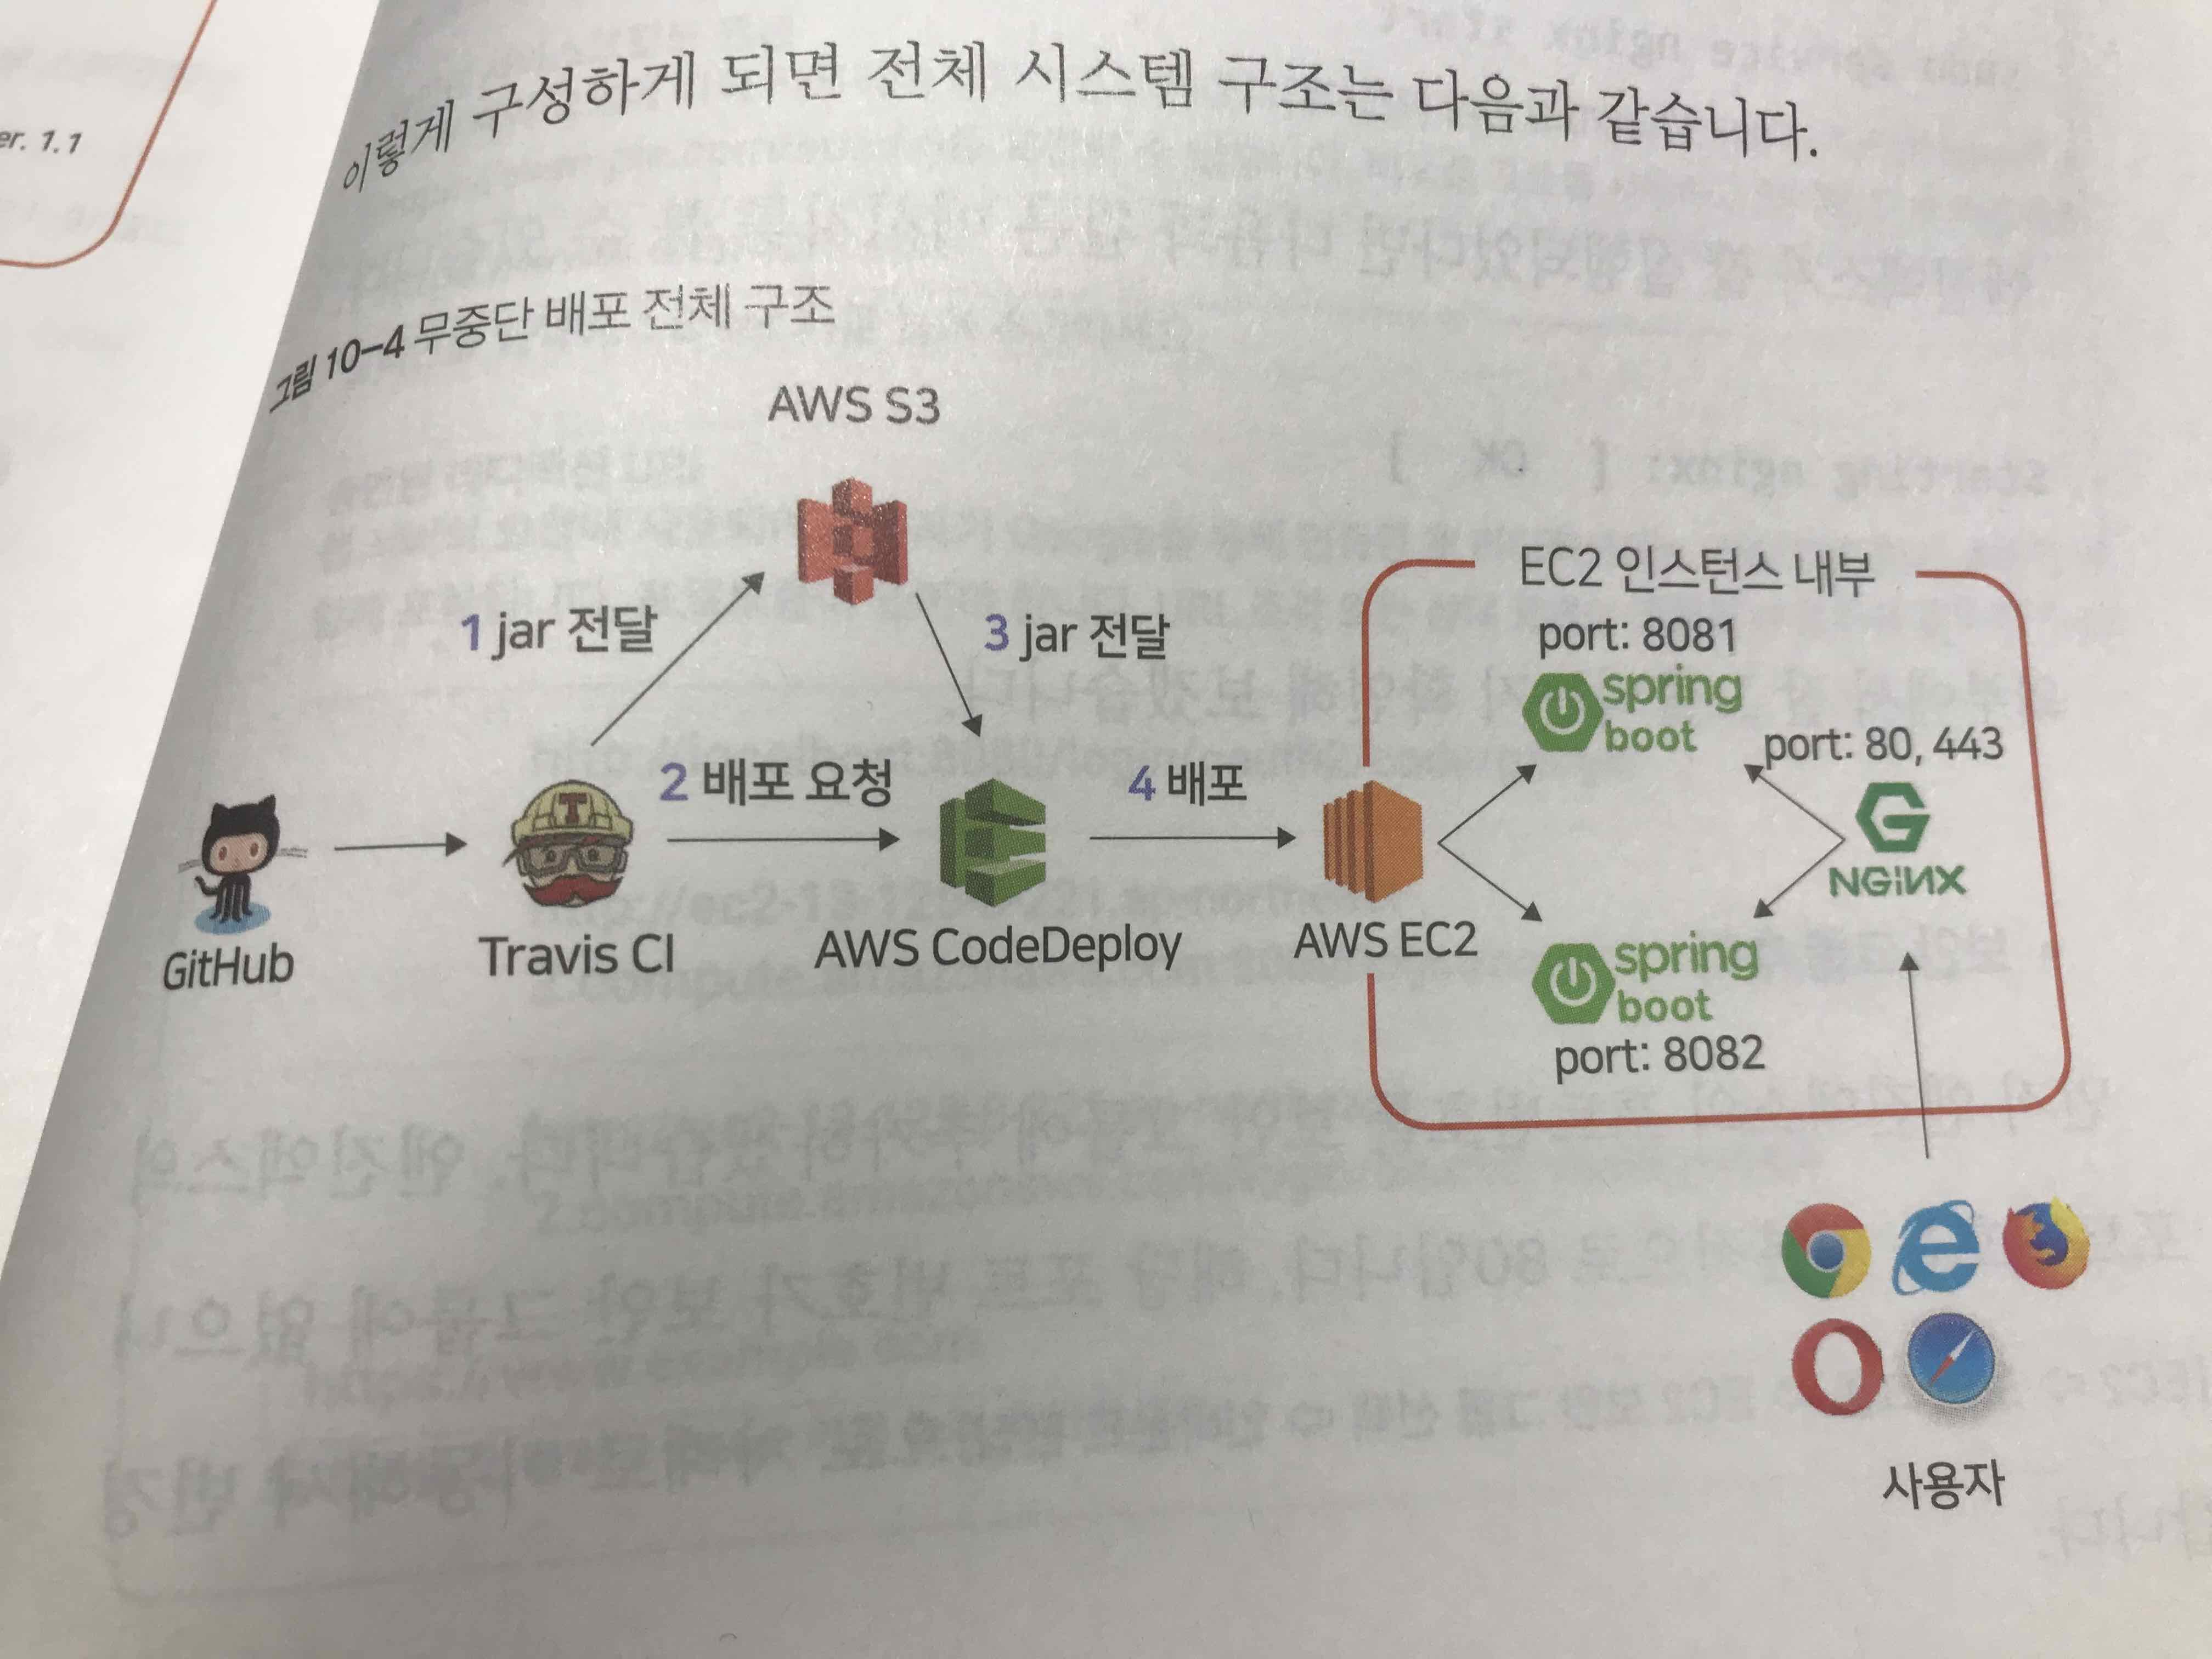 er. 1.1
이렇게 구성하게 되면 전체 시스템 구조는 다음과 같습니다.
그림 10-4 무중단 배포 전체 구조
AWS S3
1 jar 전달
3 jar 전달
2 배포 요청
4 배포
GitHub
T
Travis CI
AWS CodeDeploy
AWS EC2
EC2 인스턴스 내부
port: 8081
spring
boot
port: 80, 443
NGiNX
spring
boot
port: 8082
사용자